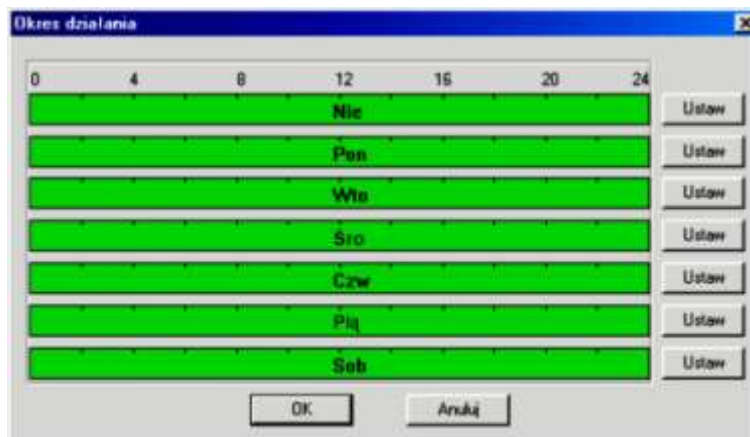 Okres działania
0 4 8 12 16 20 24
Nie Ustaw
Pon Ustaw
Wto Ustaw
Sro Ustaw
Czw Ustaw
Pią Ustaw
Sob Ustaw
OK Anuluj